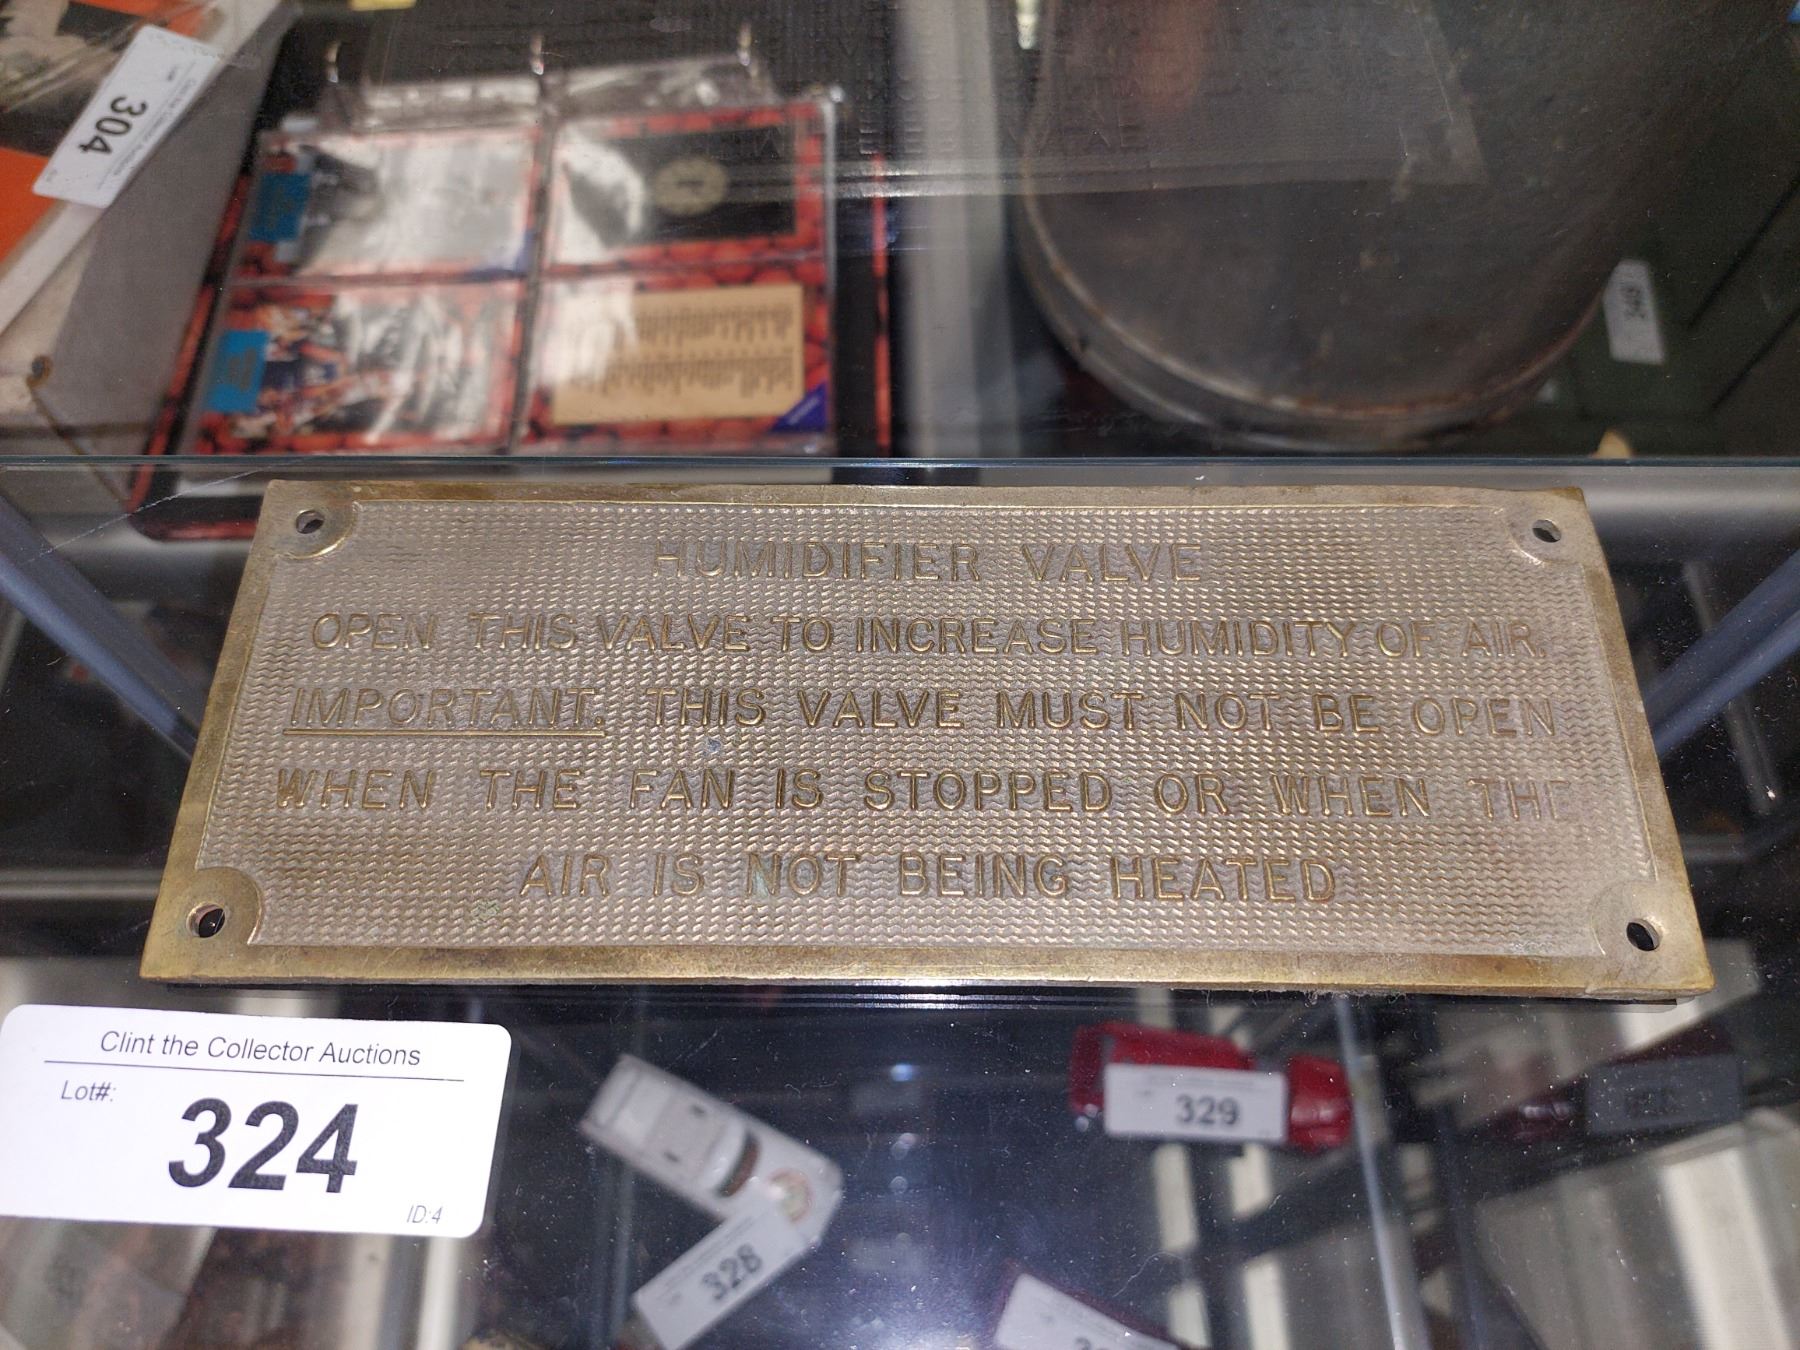 304
HUMIDIFIER VALVE
OPEN THIS VALVE TO INCREASE HUMIDITY OF AIR.
IMPORTANT. THIS VALVE MUST NOT BE OPEN
WHEN THE FAN IS STOPPED OR WHEN THE
AIR IS NOT BEING HEATED
Clint the Collector Auctions
Lot#:
324
ID:4
329
328